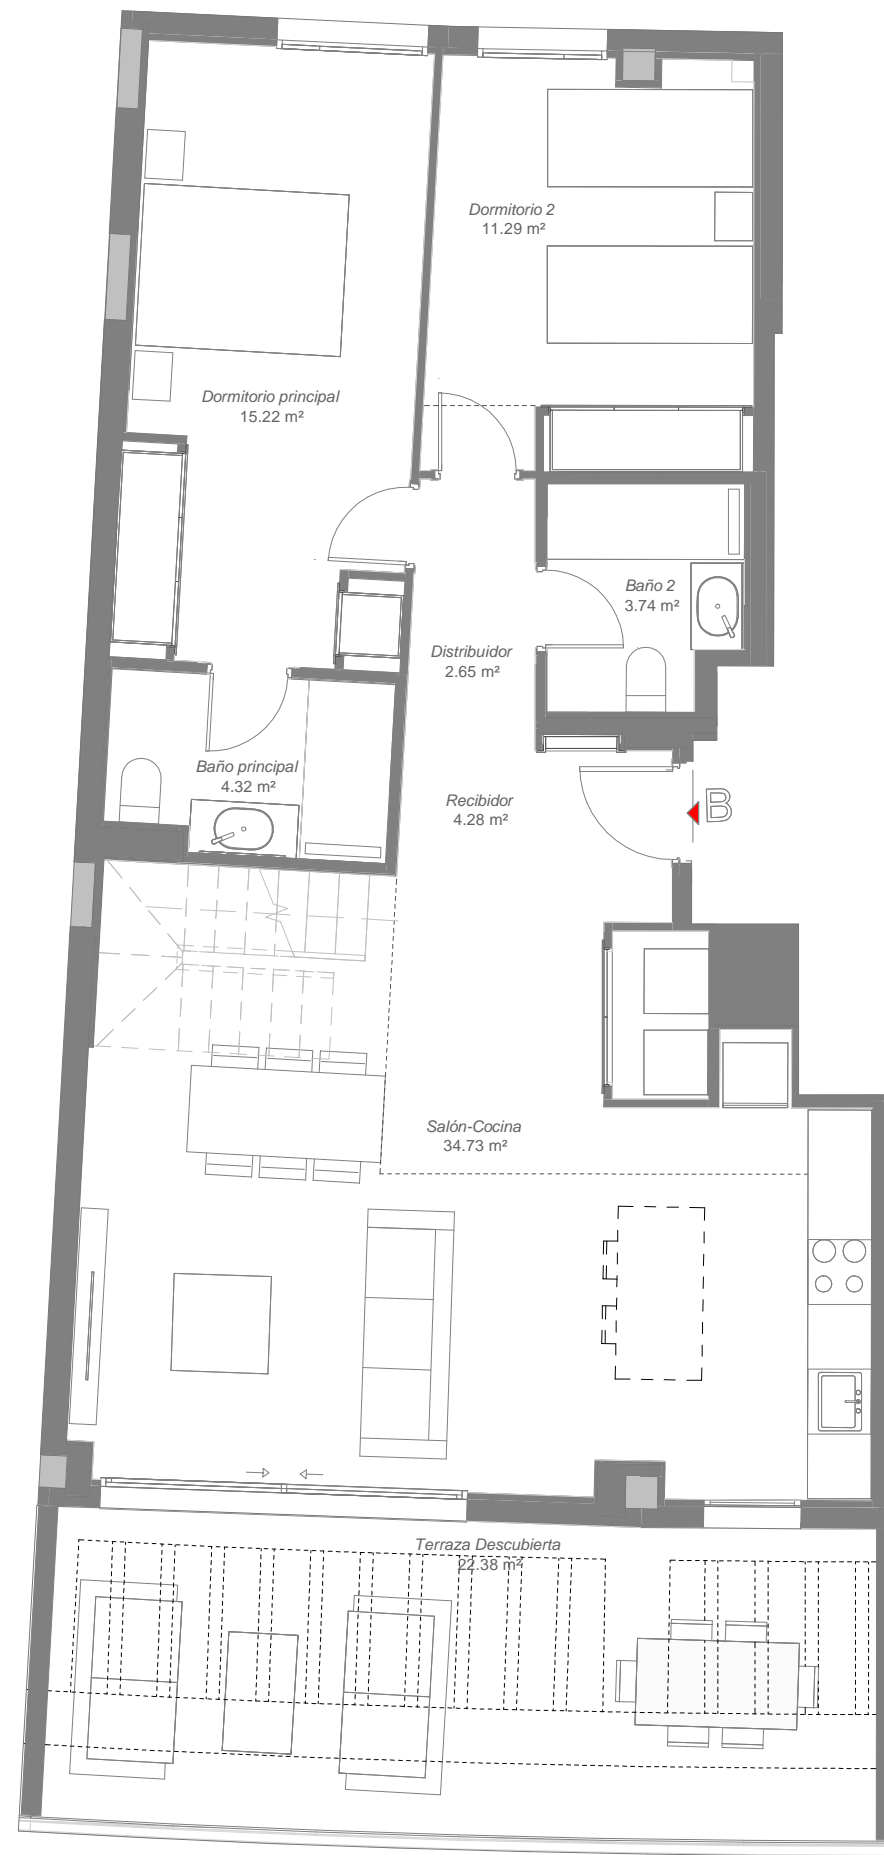 Dormitorio 2
11.29 m²
Dormitorio principal
15.22 m²
Baño 2
3.74 m²
Distribuidor
2.65 m²
Baño principal
4.32 m²
Recibidor
4.28 m²
B
Salón-Cocina
34.73 m²
Terraza Descubierta
22.38 m²